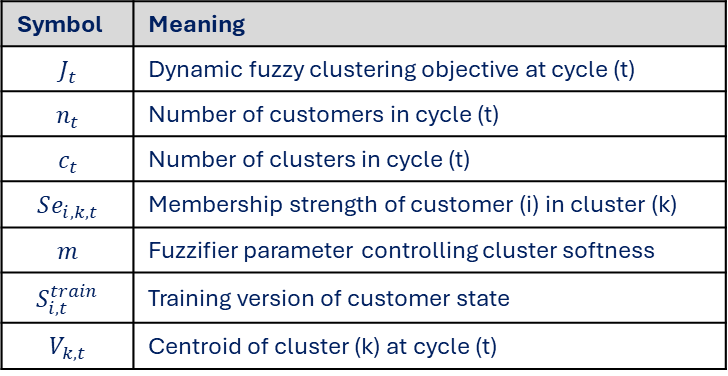 Symbol Meaning
J_t Dynamic fuzzy clustering objective at cycle (t)
n_t Number of customers in cycle (t)
c_t Number of clusters in cycle (t)
Se_{i,k,t} Membership strength of customer (i) in cluster (k)
m Fuzzifier parameter controlling cluster softness
S_{i,t}^{train} Training version of customer state
V_{k,t} Centroid of cluster (k) at cycle (t)